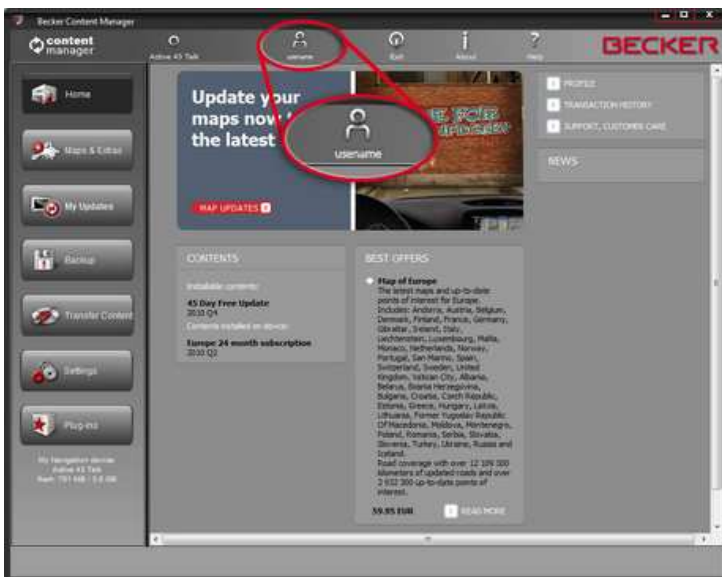 Becker Content Manager
content
manager
Active 43 Talk
username
Exit
About
Help
BECKER
Home
Maps & Extras
My Updates
Backup
Transfer Content
Settings
Plug-ins
My Navigation devices:
Active 43 Talk
Update your
maps now
the latest
MAP UPDATES
usename
PROFILE
TRANSACTION HISTORY
SUPPORT, CUSTOMER CARE
NEWS
CONTENTS
Installable contents:
45 Day Free Update
2010 Q4
Contents installed on device:
Europe 24 month subscription
2010 Q2
BEST OFFERS
Map of Europe
The latest maps and up-to-date
points of interest for Europe.
Includes: Andorra, Austria, Belgium,
Denmark, Finland, France, Germany,
Gibraltar, Ireland, Italy,
Liechtenstein, Luxembourg, Malta,
Monaco, Netherlands, Norway,
Portugal, San Marino, Spain,
Switzerland, Sweden, United
Kingdom, Vatican City, Albania,
Belarus, Bosnia Herzegovina,
Bulgaria, Croatia, Czech Republic,
Estonia, Greece, Hungary, Latvia,
Lithuania, Former Yugoslav Republic
Of Macedonia, Moldova, Montenegro,
Poland, Romania, Serbia, Slovakia,
Slovenia, Turkey, Ukraine, Russia and
Iceland.
Road coverage with over 12 106 500
kilometers of updated roads and over
2 932 300 up-to-date points of
interest.
59.95 EUR
READ MORE